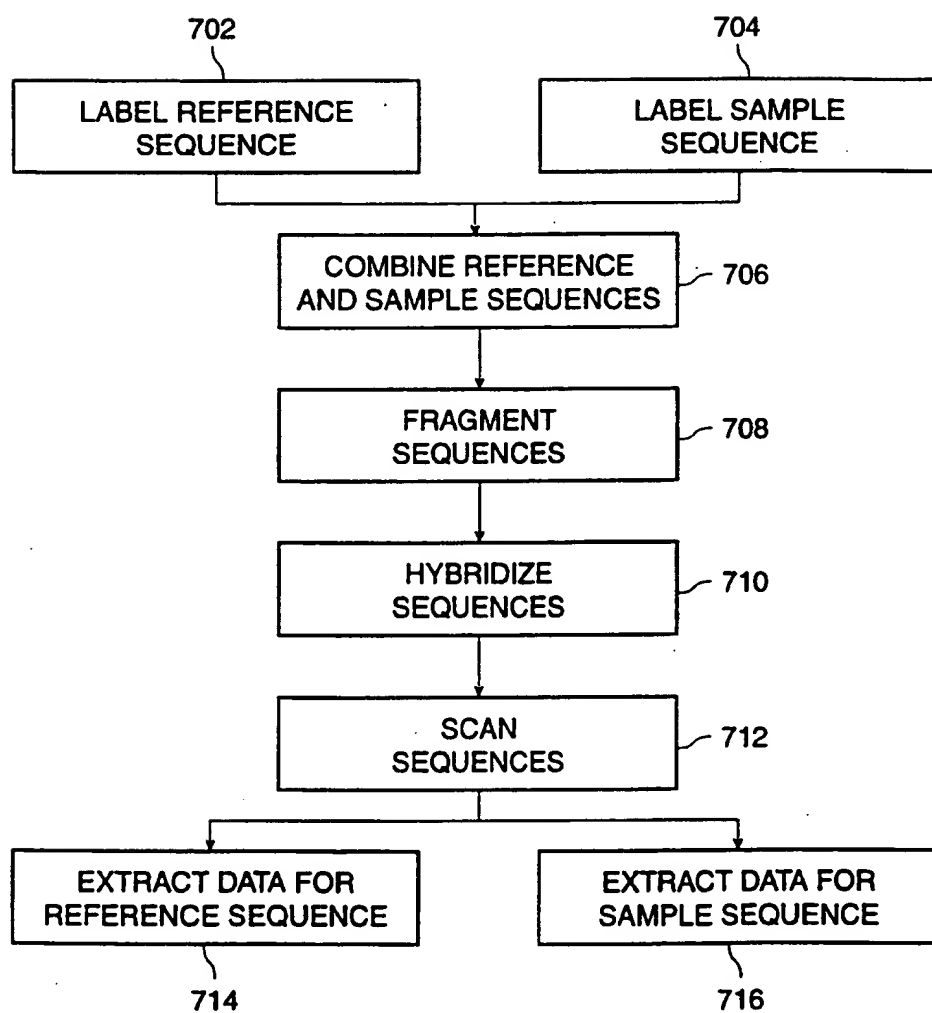 702
704
LABEL REFERENCE
SEQUENCE
LABEL SAMPLE
SEQUENCE
COMBINE REFERENCE
AND SAMPLE SEQUENCES
706
FRAGMENT
SEQUENCES
708
HYBRIDIZE
SEQUENCES
710
SCAN
SEQUENCES
712
EXTRACT DATA FOR
REFERENCE SEQUENCE
EXTRACT DATA FOR
SAMPLE SEQUENCE
714
716